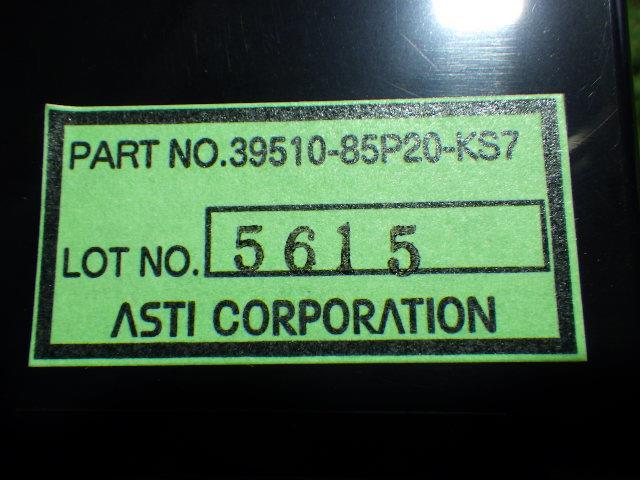 PART NO.39510-85P20-KS7
LOT NO. 5615
ASTI CORPORATION